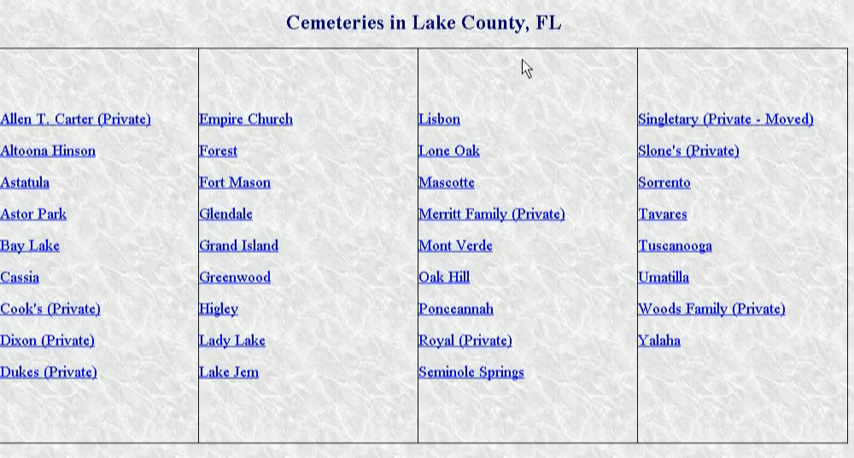 Cemeteries in Lake County, FL
Allen T. Carter (Private)
Altoona Hinson
Astatula
Astor Park
Bay Lake
Cassia
Cook's (Private)
Dixon (Private)
Dukes (Private)
Empire Church
Forest
Fort Mason
Glendale
Grand Island
Greenwood
Higley
Lady Lake
Lake Jem
Lisbon
Lone Oak
Mascotte
Merritt Family (Private)
Mont Verde
Oak Hill
Ponceannah
Royal (Private)
Seminole Springs
Singletary (Private - Moved)
Slone's (Private)
Sorrento
Tavares
Tuscanooga
Umatilla
Woods Family (Private)
Yalaha